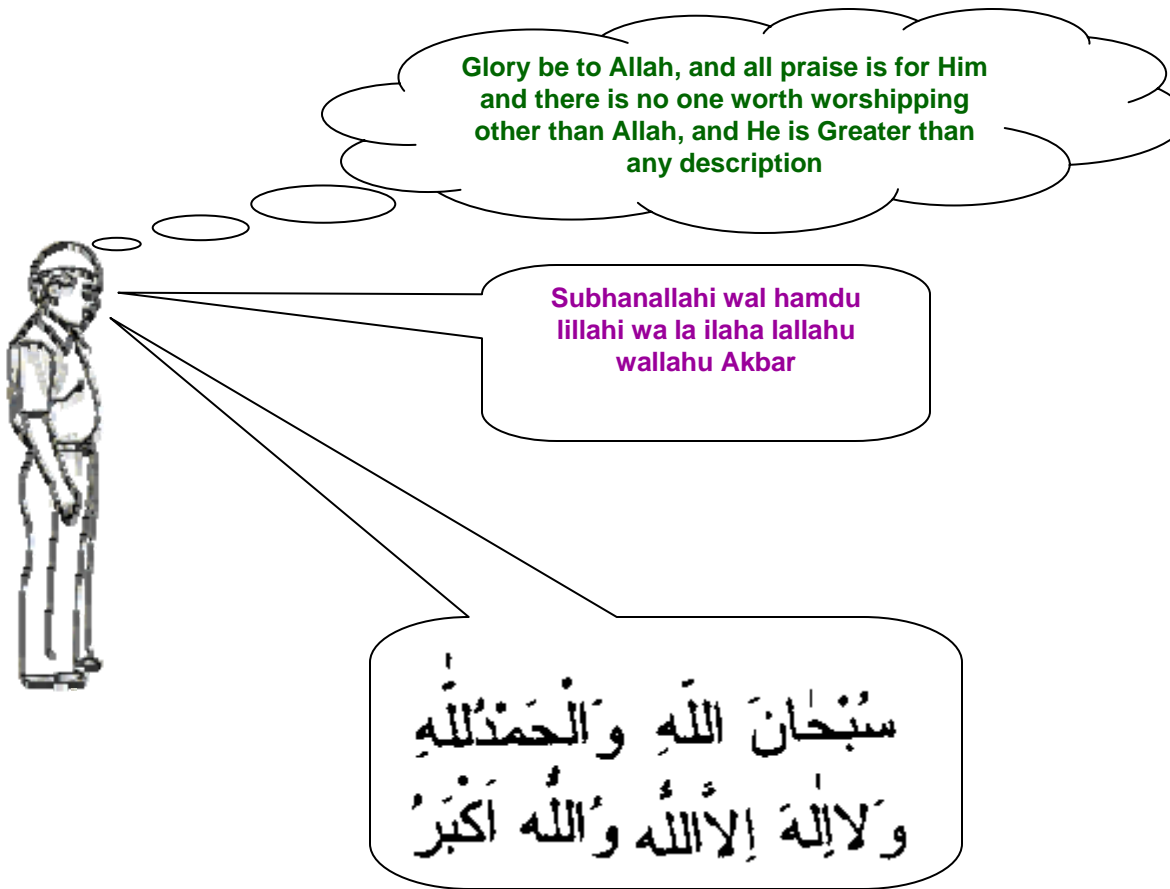 Glory be to Allah, and all praise is for Him
and there is no one worth worshipping
other than Allah, and He is Greater than
any description
Subhanallahi wal hamdu
lillahi wa la ilaha lallahu
wallahu Akbar
سُبْحٰانَ اللّٰهِ وَالْحَمْدُلِلّٰهِ
وَلاٰاِلٰهَ اِلاَّاللّٰه وُاللّٰه اَكْبَرُ